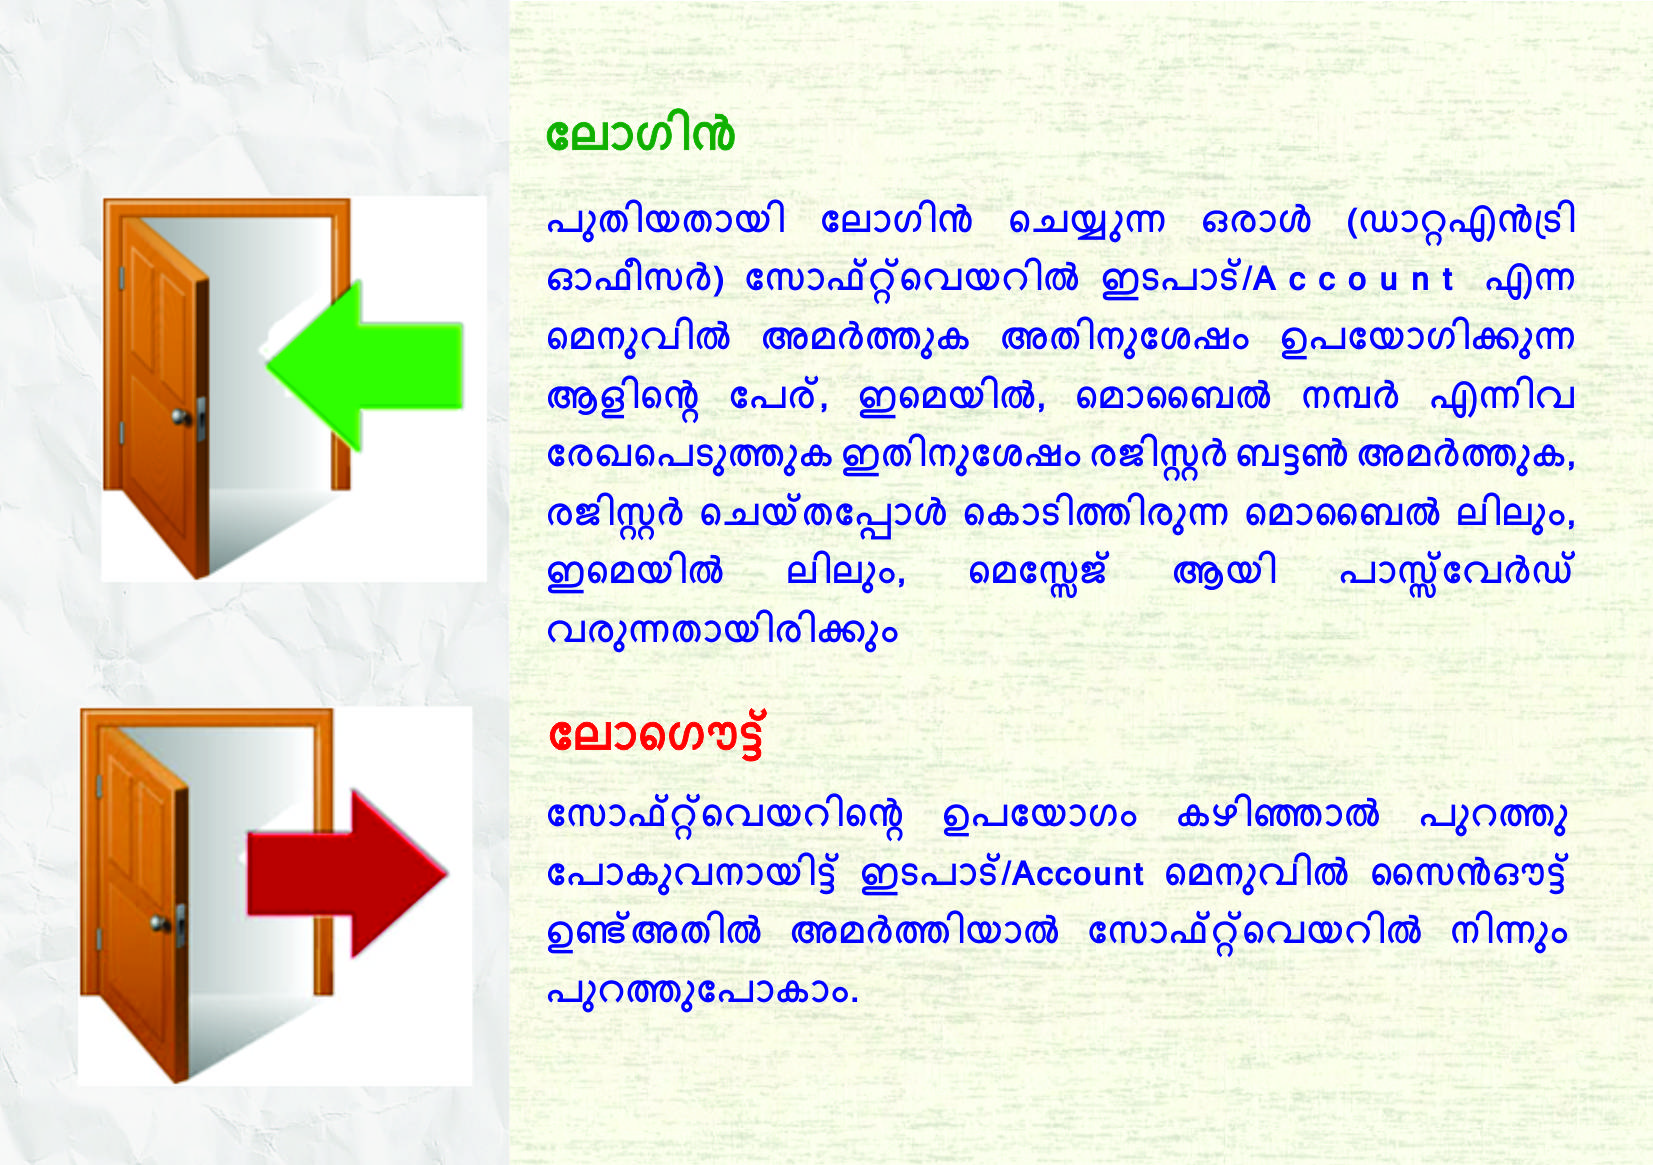 ലോഗിൻ
പുതിയതായി ലോഗിൻ ചെയ്യുന്ന ഒരാൾ (ഡാറ്റഎൻട്രി
ഓഫീസർ) സോഫ്റ്റ്‌വെയറിൽ ഇടപാട്/Account എന്ന
മെനുവിൽ അമർത്തുക അതിനുശേഷം ഉപയോഗിക്കുന്ന
ആളിന്റെ പേര്, ഇമെയിൽ, മൊബൈൽ നമ്പർ എന്നിവ
രേഖപെടുത്തുക ഇതിനുശേഷം രജിസ്റ്റർ ബട്ടൺ അമർത്തുക,
രജിസ്റ്റർ ചെയ്തപ്പോൾ കൊടിത്തിരുന്ന മൊബൈൽ ലിലും,
ഇമെയിൽ ലിലും, മെസ്സേജ് ആയി പാസ്സ്‌വേർഡ്
വരുന്നതായിരിക്കും
ലോഗൌട്ട്
സോഫ്റ്റ്‌വെയറിന്റെ ഉപയോഗം കഴിഞ്ഞാൽ പുറത്തു
പോകുവനായിട്ട് ഇടപാട്/Account മെനുവിൽ സൈൻഔട്ട്
ഉണ്ട്അതിൽ അമർത്തിയാൽ സോഫ്റ്റ്‌വെയറിൽ നിന്നും
പുറത്തുപോകാം.